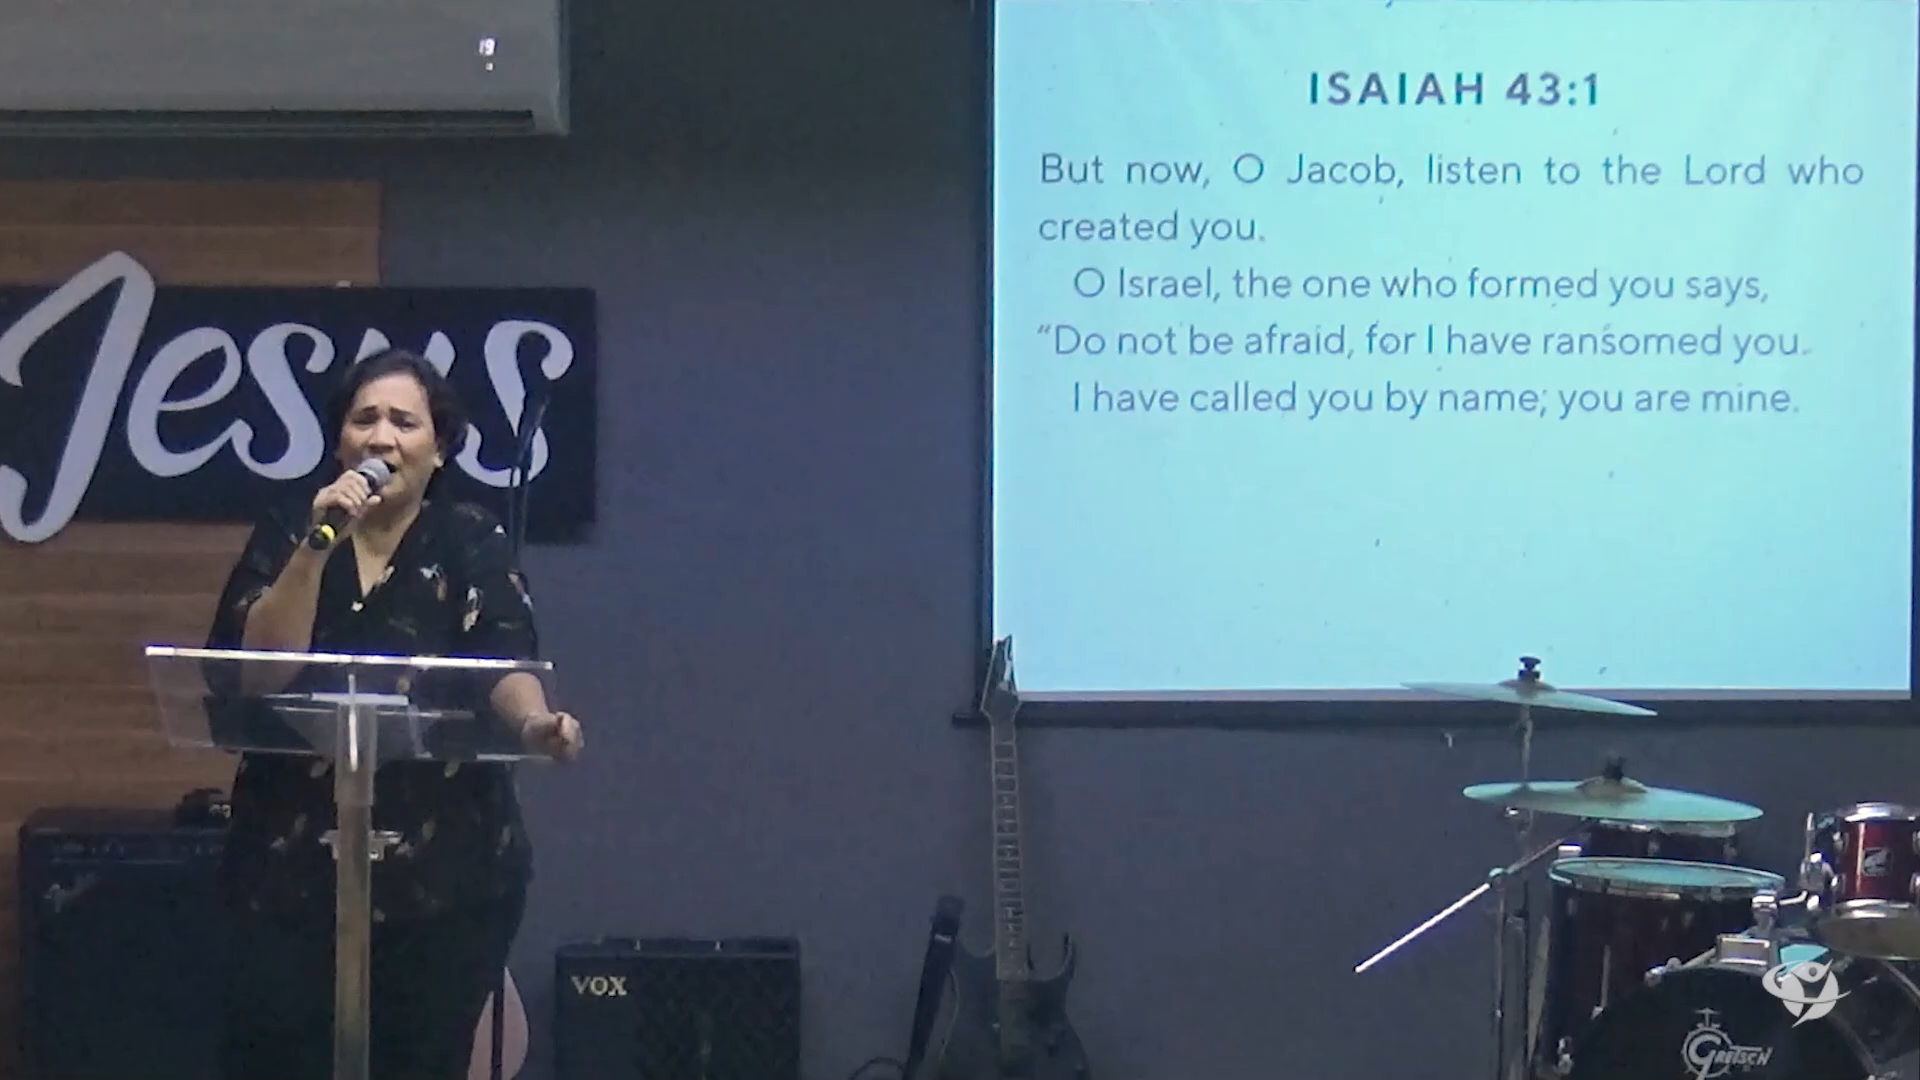 19
Jesus
ISAIAH 43:1
But now, O Jacob, listen to the Lord who
created you.
O Israel, the one who formed you says,
“Do not be afraid, for I have ransomed you.
I have called you by name; you are mine.
VOX
GRETSCH